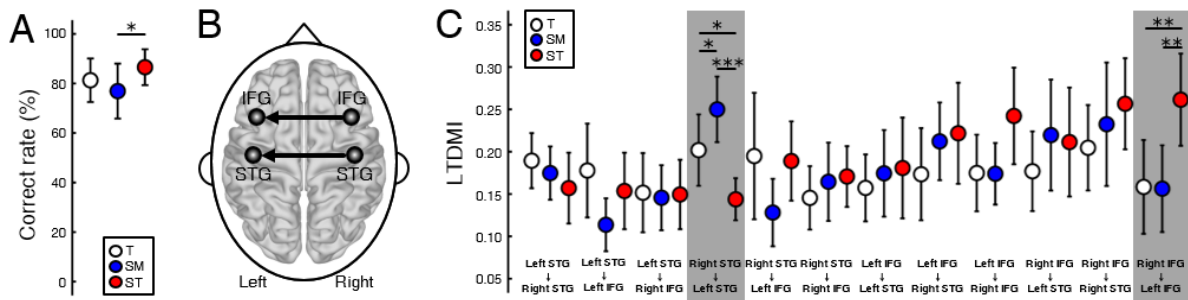 A
Correct rate (%)
100
80
60
40
20
0
*
T
SM
ST
B
IFG IFG
STG STG
Left Right
C
LTDMI
0.35
0.30
0.25
0.20
0.15
0.10
0.05
T
SM
ST
*
*
***
**
**
Left STG
↓
Right STG
Left STG
↓
Left IFG
Left STG
↓
Right IFG
Right STG
↓
Left STG
Right STG
↓
Left IFG
Right STG
↓
Right IFG
Left IFG
↓
Left STG
Left IFG
↓
Right STG
Left IFG
↓
Right IFG
Right IFG
↓
Left STG
Right IFG
↓
Right STG
Right IFG
↓
Left IFG